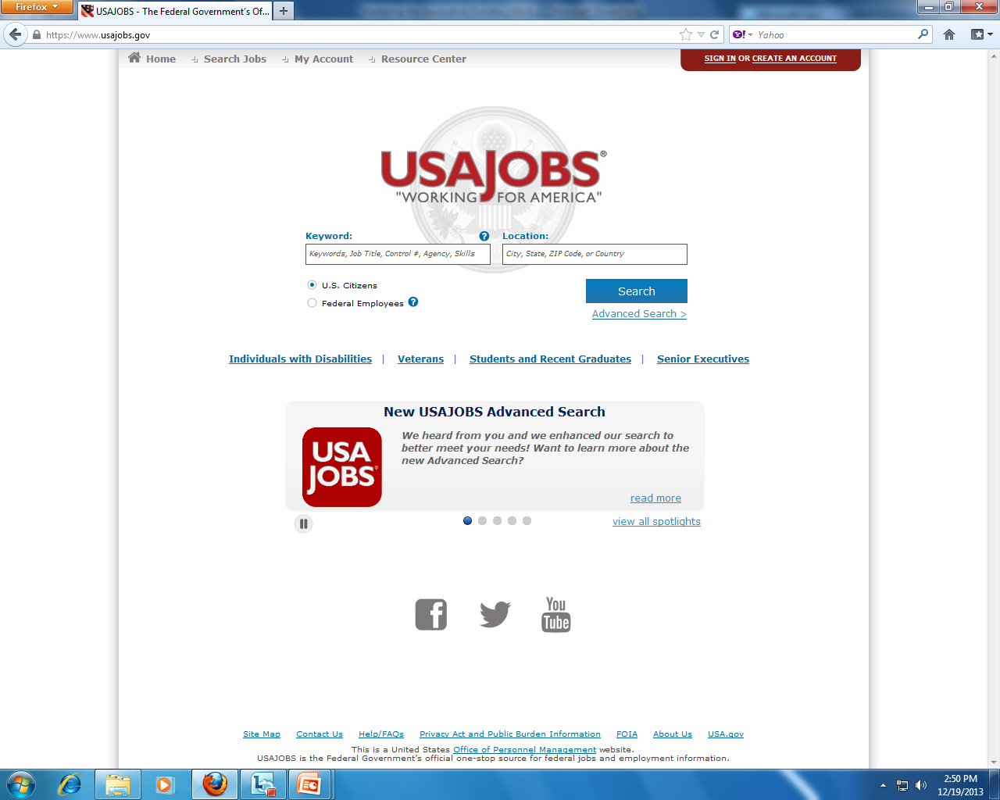 Firefox
USAJOBS - The Federal Government's Of...
https://www.usajobs.gov
Yahoo
Home
Search Jobs
My Account
Resource Center
SIGN IN OR CREATE AN ACCOUNT
USAJOBS®
"WORKING FOR AMERICA"
Keyword:
Location:
Keywords, Job Title, Control #, Agency, Skills
City, State, ZIP Code, or Country
U.S. Citizens
Federal Employees
Search
Advanced Search >
Individuals with Disabilities | Veterans | Students and Recent Graduates | Senior Executives
New USAJOBS Advanced Search
USA
JOBS®
We heard from you and we enhanced our search to
better meet your needs! Want to learn more about the
new Advanced Search?
read more
view all spotlights
You
Tube
Site Map Contact Us Help/FAQs Privacy Act and Public Burden Information FOIA About Us USA.gov
This is a United States Office of Personnel Management website.
USAJOBS is the Federal Government's official one-stop source for federal jobs and employment information.
2:50 PM
12/19/2013